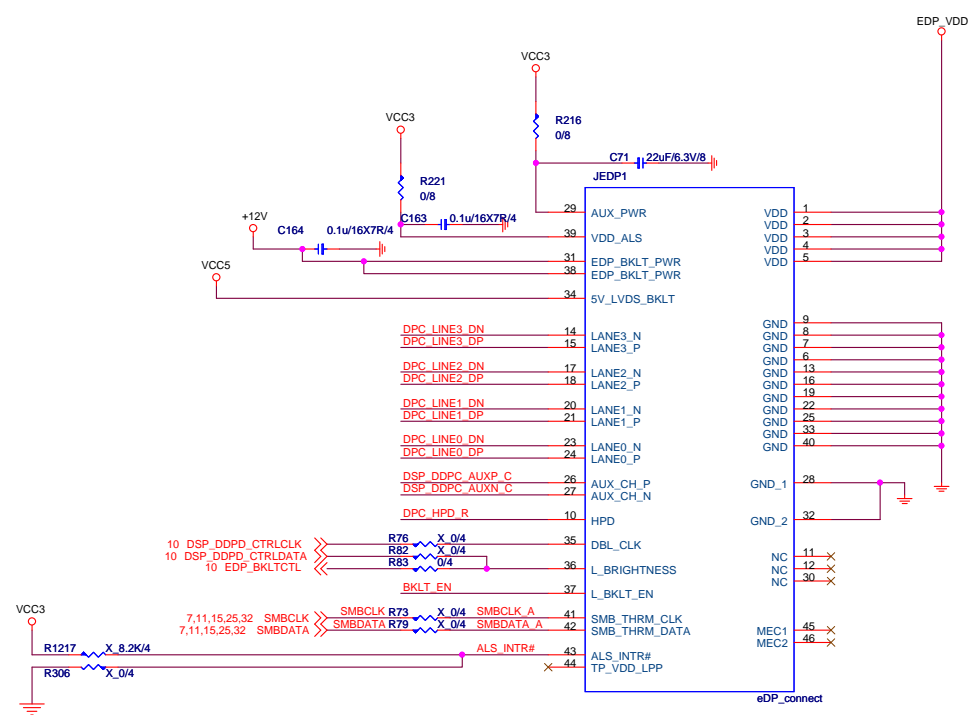 EDP_VDD
VCC3
R216
0/8
VCC3
C71 22uF/6.3V/8
JEDP1
R221
0/8
29 AUX_PWR
VDD 1
VDD 2
VDD 3
VDD 4
VDD 5
+12V
C164 0.1u/16X7R/4
C163 0.1u/16X7R/4
39 VDD_ALS
31 EDP_BKLT_PWR
38 EDP_BKLT_PWR
VCC5
34 5V_LVDS_BKLT
DPC_LINE3_DN 14 LANE3_N
DPC_LINE3_DP 15 LANE3_P
DPC_LINE2_DN 17 LANE2_N
DPC_LINE2_DP 18 LANE2_P
DPC_LINE1_DN 20 LANE1_N
DPC_LINE1_DP 21 LANE1_P
DPC_LINE0_DN 23 LANE0_N
DPC_LINE0_DP 24 LANE0_P
GND 9
GND 8
GND 7
GND 6
GND 13
GND 16
GND 19
GND 22
GND 25
GND 33
GND 40
DSP_DDPC_AUXP_C 26 AUX_CH_P
DSP_DDPC_AUXN_C 27 AUX_CH_N
GND_1 28
DPC_HPD_R 10 HPD
GND_2 32
10 DSP_DDPD_CTRLCLK R76 X_0/4 35 DBL_CLK
10 DSP_DDPD_CTRLDATA R82 X_0/4
10 EDP_BKLTCTL R83 0/4 36 L_BRIGHTNESS
NC 11
NC 12
NC 30
BKLT_EN 37 L_BKLT_EN
7,11,15,25,32 SMBCLK SMBCLK R73 X_0/4 SMBCLK_A 41 SMB_THRM_CLK
7,11,15,25,32 SMBDATA SMBDATA R79 X_0/4 SMBDATA_A 42 SMB_THRM_DATA
MEC1 45
MEC2 46
VCC3
R1217 X_8.2K/4 ALS_INTR# 43 ALS_INTR#
R306 X_0/4 44 TP_VDD_LPP
eDP_connect